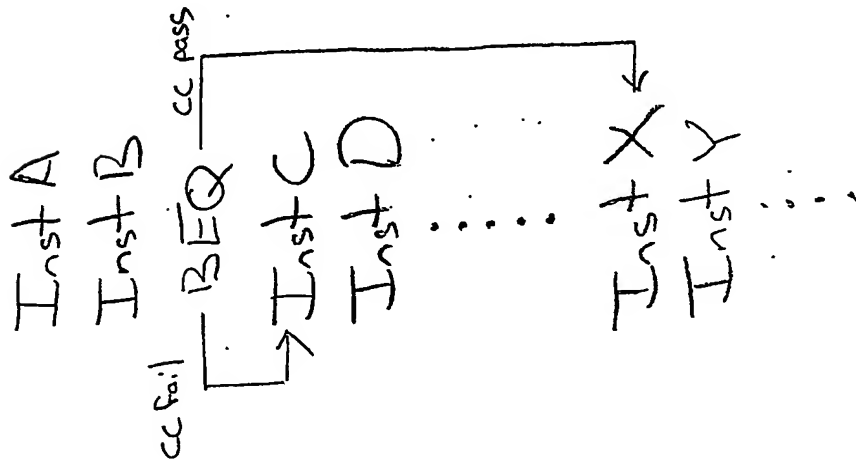 Inst A
Inst B
BEQ
CC fail
CC pass
Inst C
Inst D
.....
Inst X
Inst Y
....